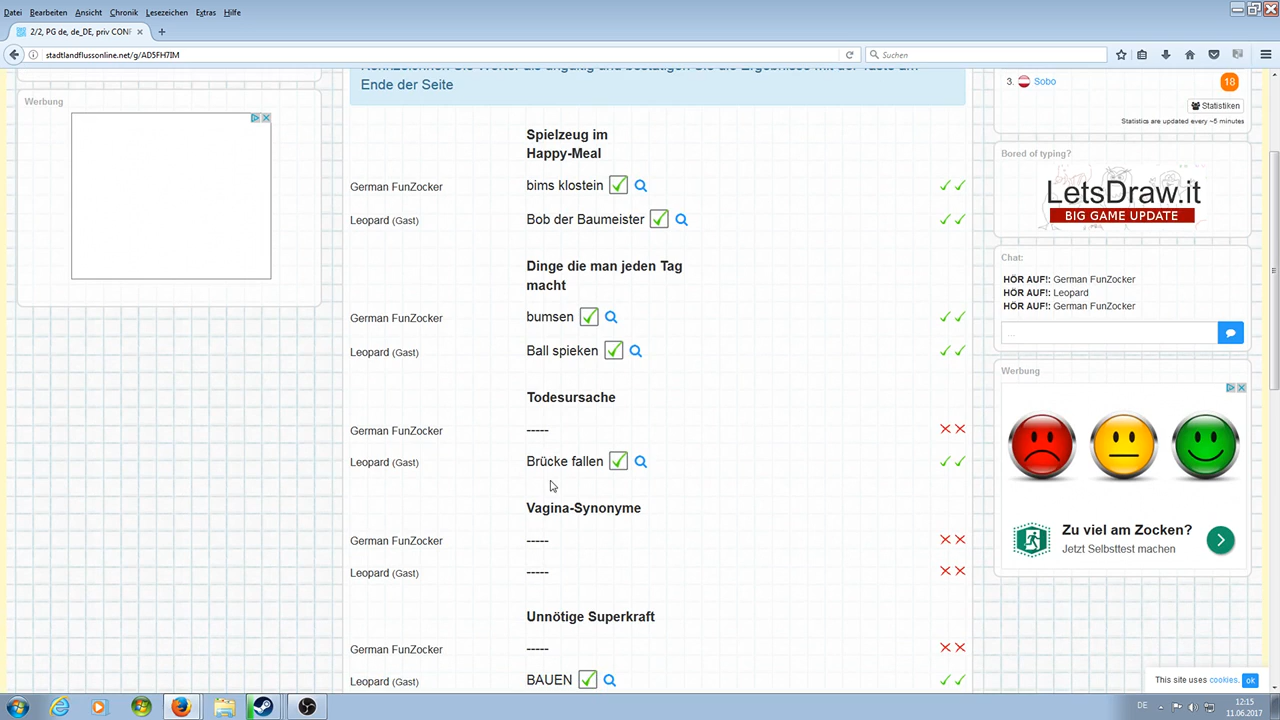 Datei Bearbeiten Ansicht Chronik Lesezeichen Extras Hilfe
2/2, PG de, de_DE, priv CONF
stadtlandflussonline.net/g/AD5FH7IM
Suchen
Ende der Seite
3. Sobo 18
Statistiken
Statistics are updated every ~5 minutes
Werbung
Spielzeug im
Happy-Meal
German FunZocker bims klostein
Leopard (Gast) Bob der Baumeister
Dinge die man jeden Tag
macht
German FunZocker bumsen
Leopard (Gast) Ball spieken
Todesursache
German FunZocker -----
Leopard (Gast) Brücke fallen
Vagina-Synonyme
German FunZocker -----
Leopard (Gast) -----
Unnötige Superkraft
German FunZocker -----
Leopard (Gast) BAUEN
Bored of typing?
LetsDraw.it
BIG GAME UPDATE
Chat:
HÖR AUF!: German FunZocker
HÖR AUF!: Leopard
HÖR AUF!: German FunZocker
...
Werbung
Zu viel am Zocken?
Jetzt Selbsttest machen
This site uses cookies. ok
DE
12:15
11.06.2017